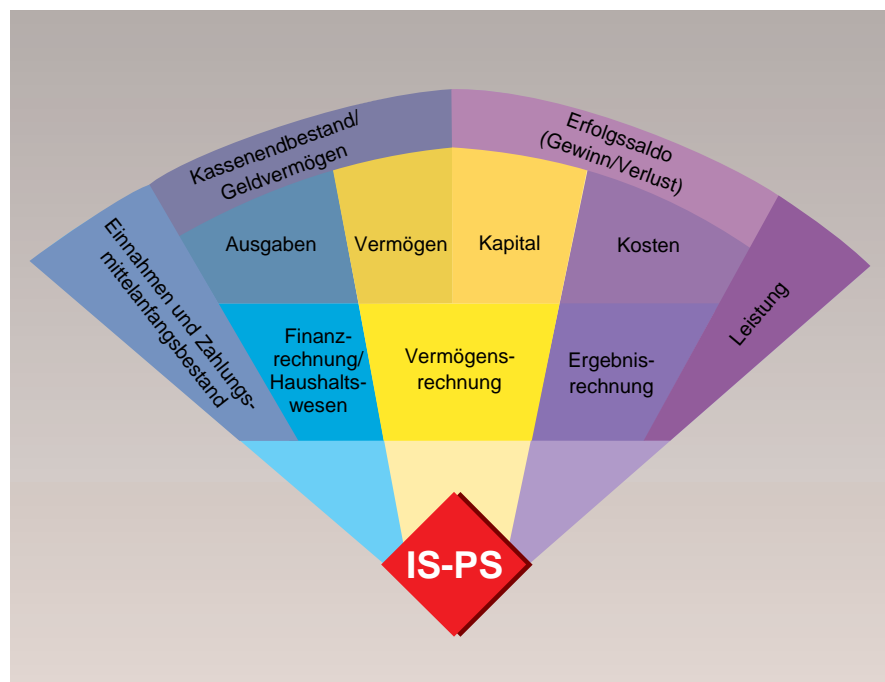 Kassenendbestand/
Geldvermögen
Erfolgssaldo
(Gewinn/Verlust)
Einnahmen und Zahlungs-
mittelanfangsbestand
Ausgaben
Vermögen
Kapital
Kosten
Leistung
Finanz-
rechnung/
Haushalts-
wesen
Vermögens-
rechnung
Ergebnis-
rechnung
IS-PS